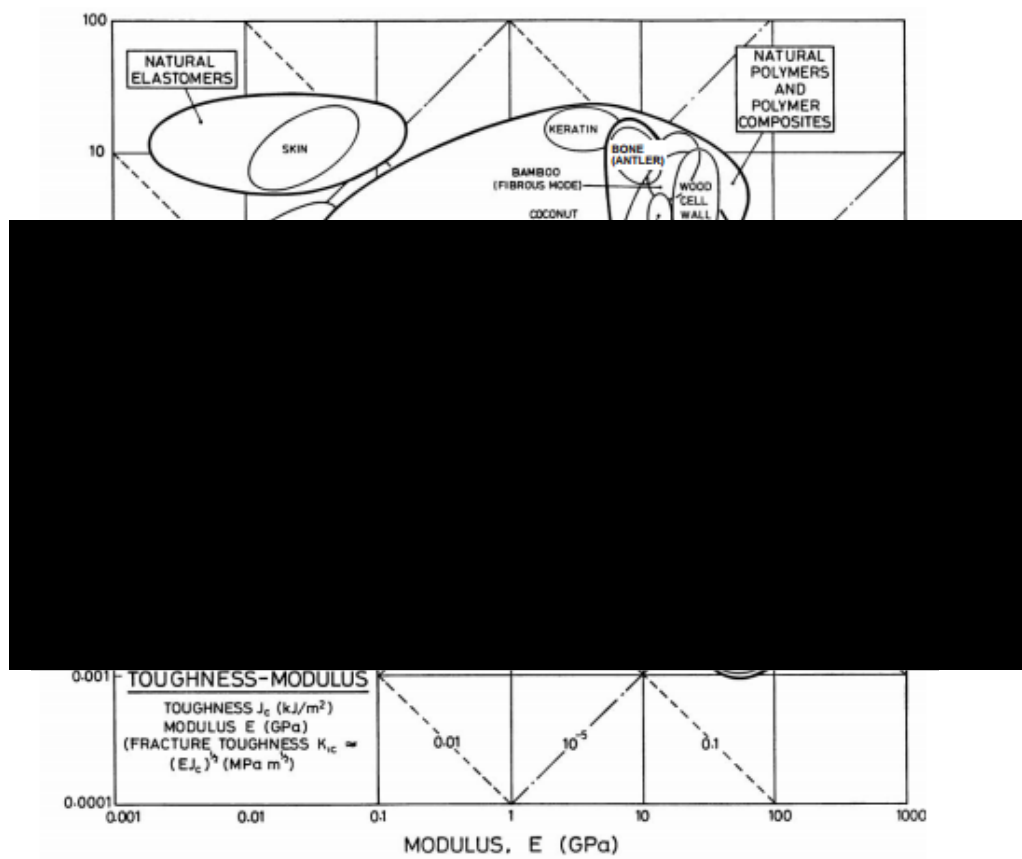 100
NATURAL
ELASTOMERS
NATURAL
POLYMERS
AND
POLYMER
COMPOSITES
KERATIN
SKIN
BONE
(ANTLER)
10
BAMBOO
(FIBROUS MODE)
WOOD
CELL
WALL
COCONUT
0.001
TOUGHNESS-MODULUS
TOUGHNESS Jc (kJ/m²)
MODULUS E (GPa)
(FRACTURE TOUGHNESS KIC ≈
(EJc)^½ (MPa m^½)
0.01
10⁻⁵
0.1
0.0001
0.001
0.01
0.1
1
10
100
1000
MODULUS, E (GPa)